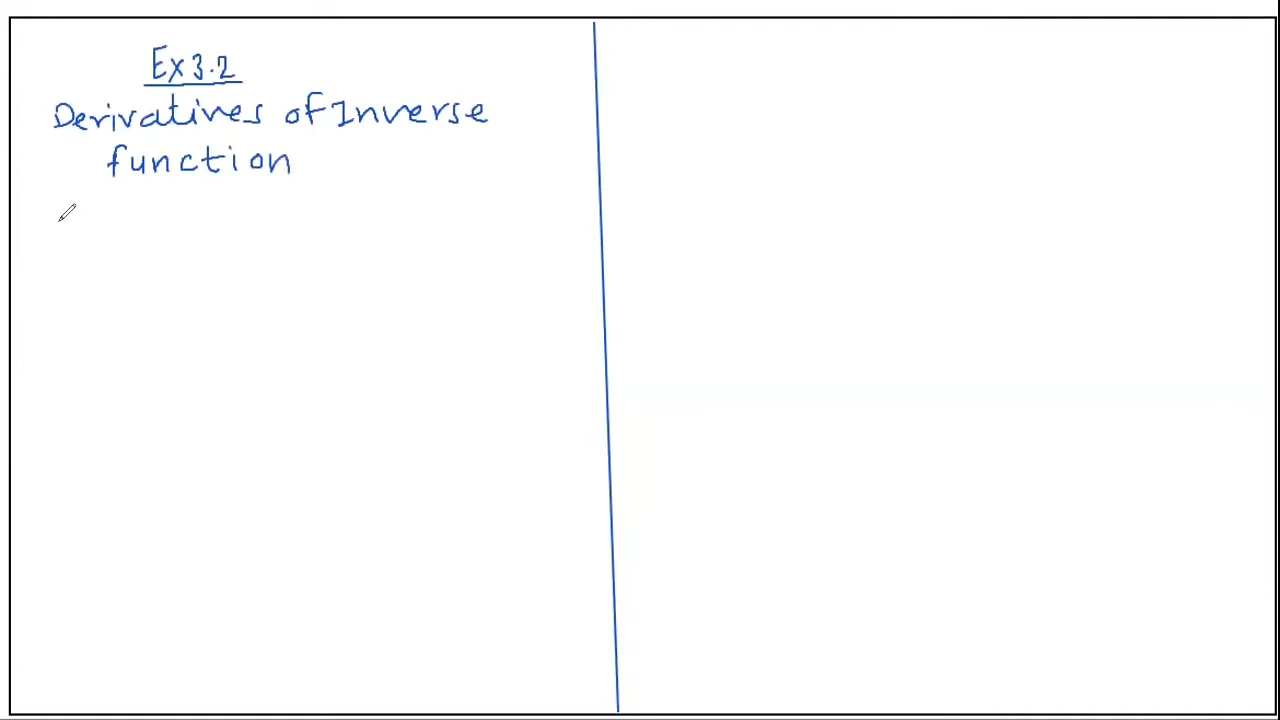 Ex 3.2
Derivatives of Inverse
function